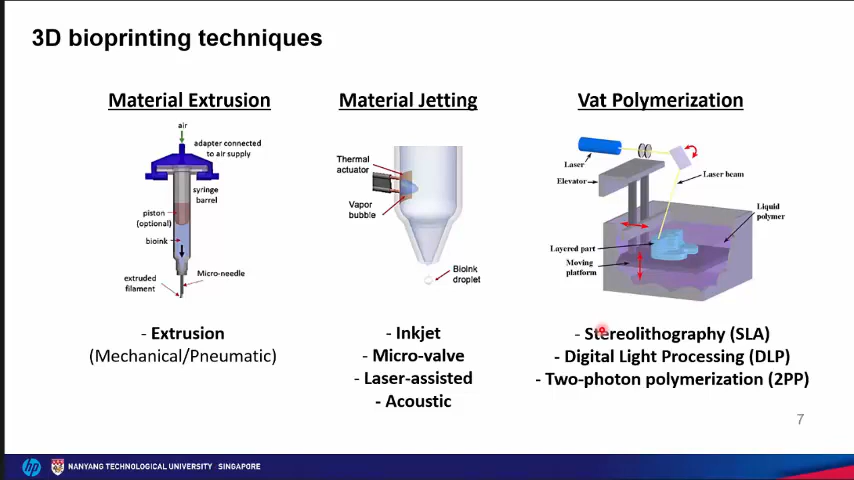 3D bioprinting techniques
Material Extrusion
air
adapter connected
to air supply
syringe
barrel
piston
(optional)
bioink
extruded
filament
Micro-needle
- Extrusion
(Mechanical/Pneumatic)
Material Jetting
Thermal
actuator
Vapor
bubble
Bioink
droplet
- Inkjet
- Micro-valve
- Laser-assisted
- Acoustic
Vat Polymerization
Laser
Elevator
Laser beam
Liquid
polymer
Layered part
Moving
platform
- Stereolithography (SLA)
- Digital Light Processing (DLP)
- Two-photon polymerization (2PP)
7
hp
NANYANG TECHNOLOGICAL UNIVERSITY SINGAPORE